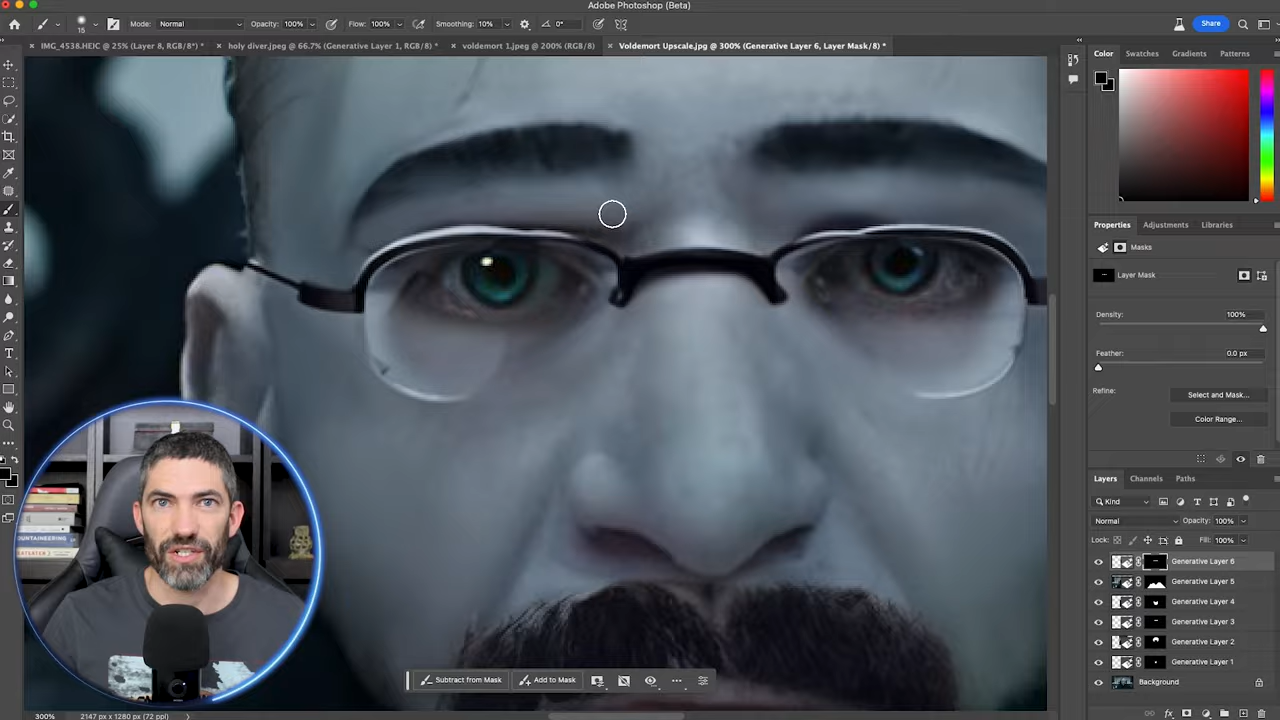 Adobe Photoshop (Beta)
Mode: Normal Opacity: 100% Flow: 100% Smoothing: 10% 0° Share
IMG_4538.HEIC @ 25% (Layer 8, RGB/8*) * holy diver.jpeg @ 66.7% (Generative Layer 1, RGB/8*) * voldemort 1.jpeg @ 200% (RGB/8) Voldemort Upscale.jpg @ 300% (Generative Layer 6, Layer Mask/8) *
Color Swatches Gradients Patterns
Properties Adjustments Libraries
Masks
Layer Mask
Density: 100%
Feather: 0.0 px
Refine: Select and Mask...
Color Range...
Layers Channels Paths
Kind
Normal Opacity: 100%
Lock: Fill: 100%
Generative Layer 6
Generative Layer 5
Generative Layer 4
Generative Layer 3
Generative Layer 2
Generative Layer 1
Background
Subtract from Mask Add to Mask
MOUNTAINEERING
300% 2147 px x 1280 px (72 ppi)